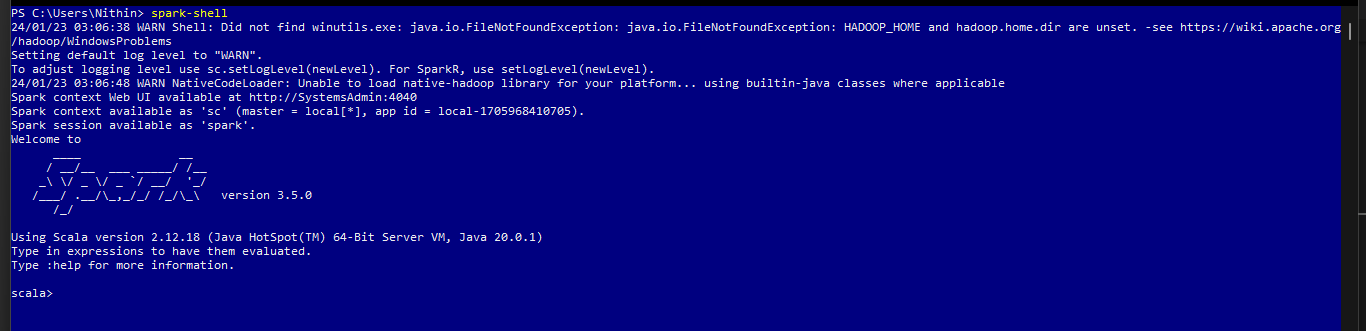 PS C:\Users\Nithin> spark-shell
24/01/23 03:06:38 WARN Shell: Did not find winutils.exe: java.io.FileNotFoundException: java.io.FileNotFoundException: HADOOP_HOME and hadoop.home.dir are unset. -see https://wiki.apache.org
/hadoop/WindowsProblems
Setting default log level to "WARN".
To adjust logging level use sc.setLogLevel(newLevel). For SparkR, use setLogLevel(newLevel).
24/01/23 03:06:48 WARN NativeCodeLoader: Unable to load native-hadoop library for your platform... using builtin-java classes where applicable
Spark context Web UI available at http://SystemsAdmin:4040
Spark context available as 'sc' (master = local[*], app id = local-1705968410705).
Spark session available as 'spark'.
Welcome to
      ____              __
     / __/__  ___ _____/ /__
    _\ \/ _ \/ _ `/ __/  '_/
   /___/ .__/\_,_/_/ /_/\_\   version 3.5.0
      /_/
Using Scala version 2.12.18 (Java HotSpot(TM) 64-Bit Server VM, Java 20.0.1)
Type in expressions to have them evaluated.
Type :help for more information.
scala>